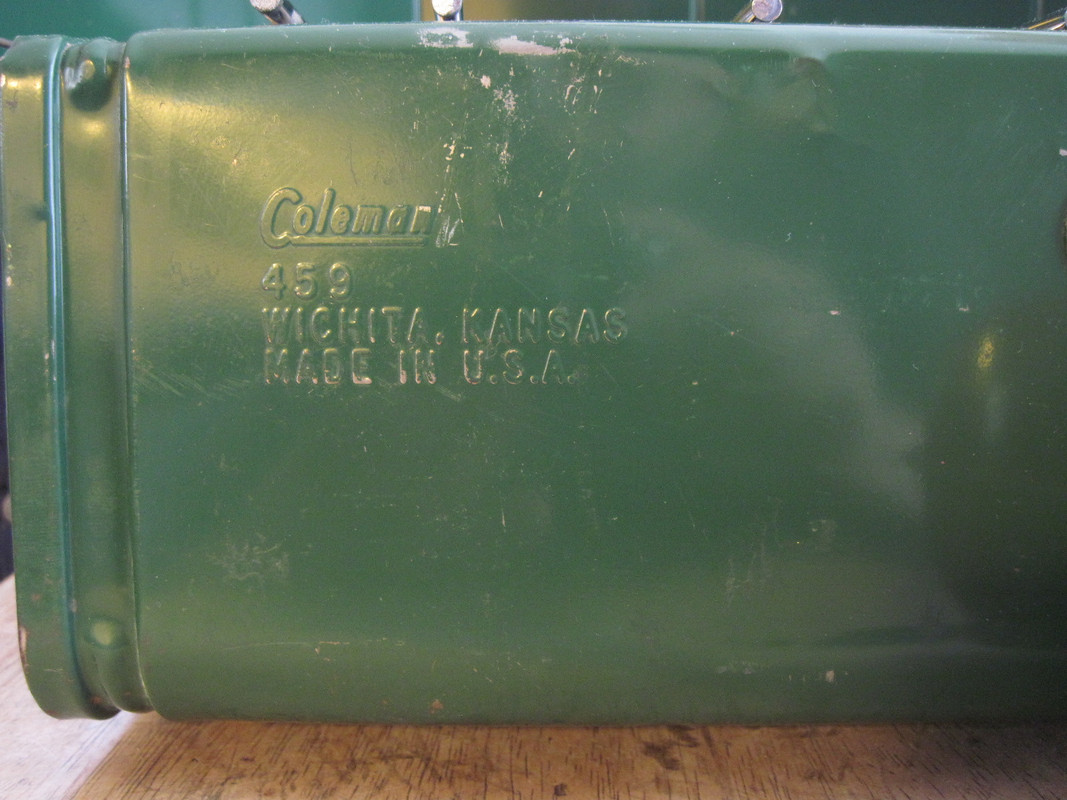 Coleman
459
WICHITA, KANSAS
MADE IN U.S.A.